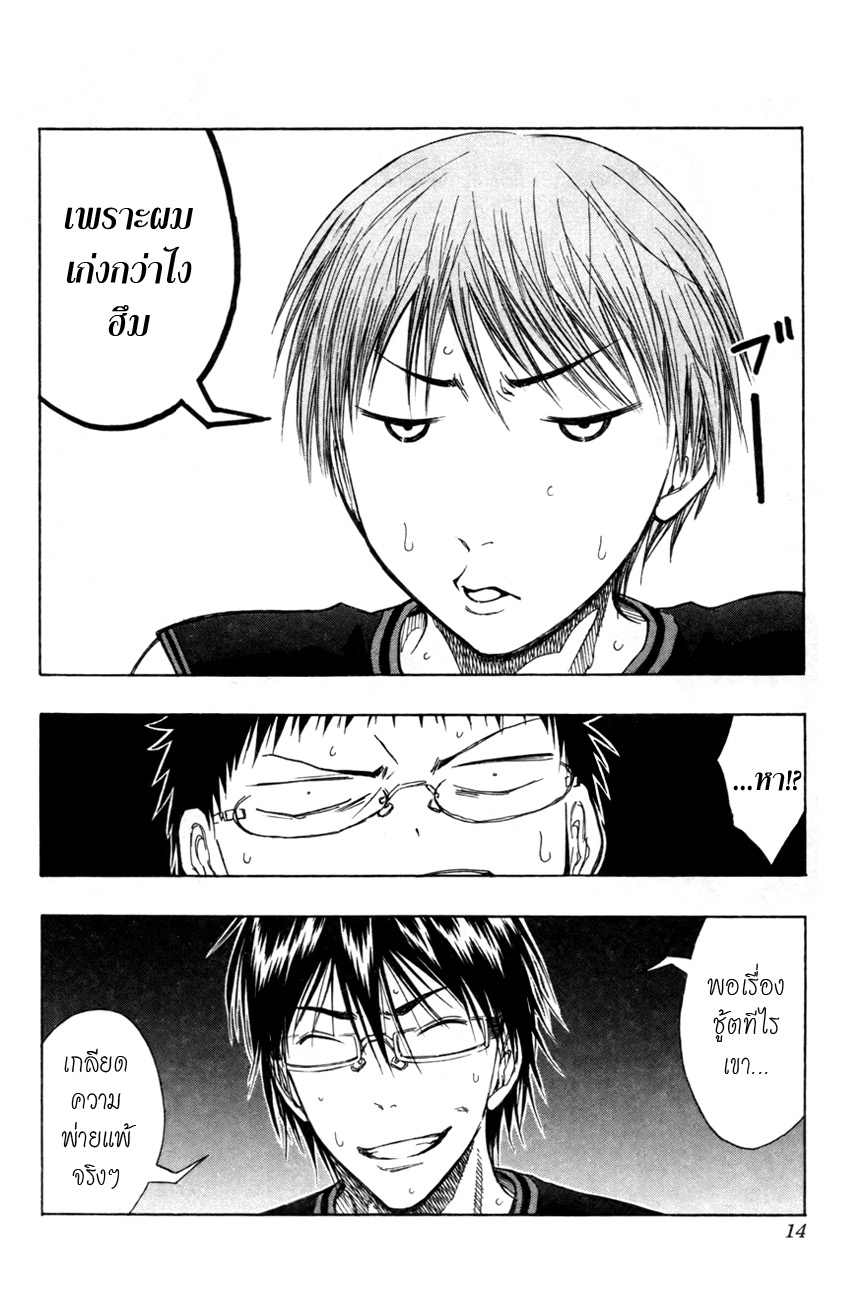 เพราะผม
เก่งกว่าไง
ฮึม
ブ゛ー
...หา!?
พอเรื่อง
ชู้ตทีไร
เขา...
เกลียด
ความ
พ่ายแพ้
จริงๆ
14